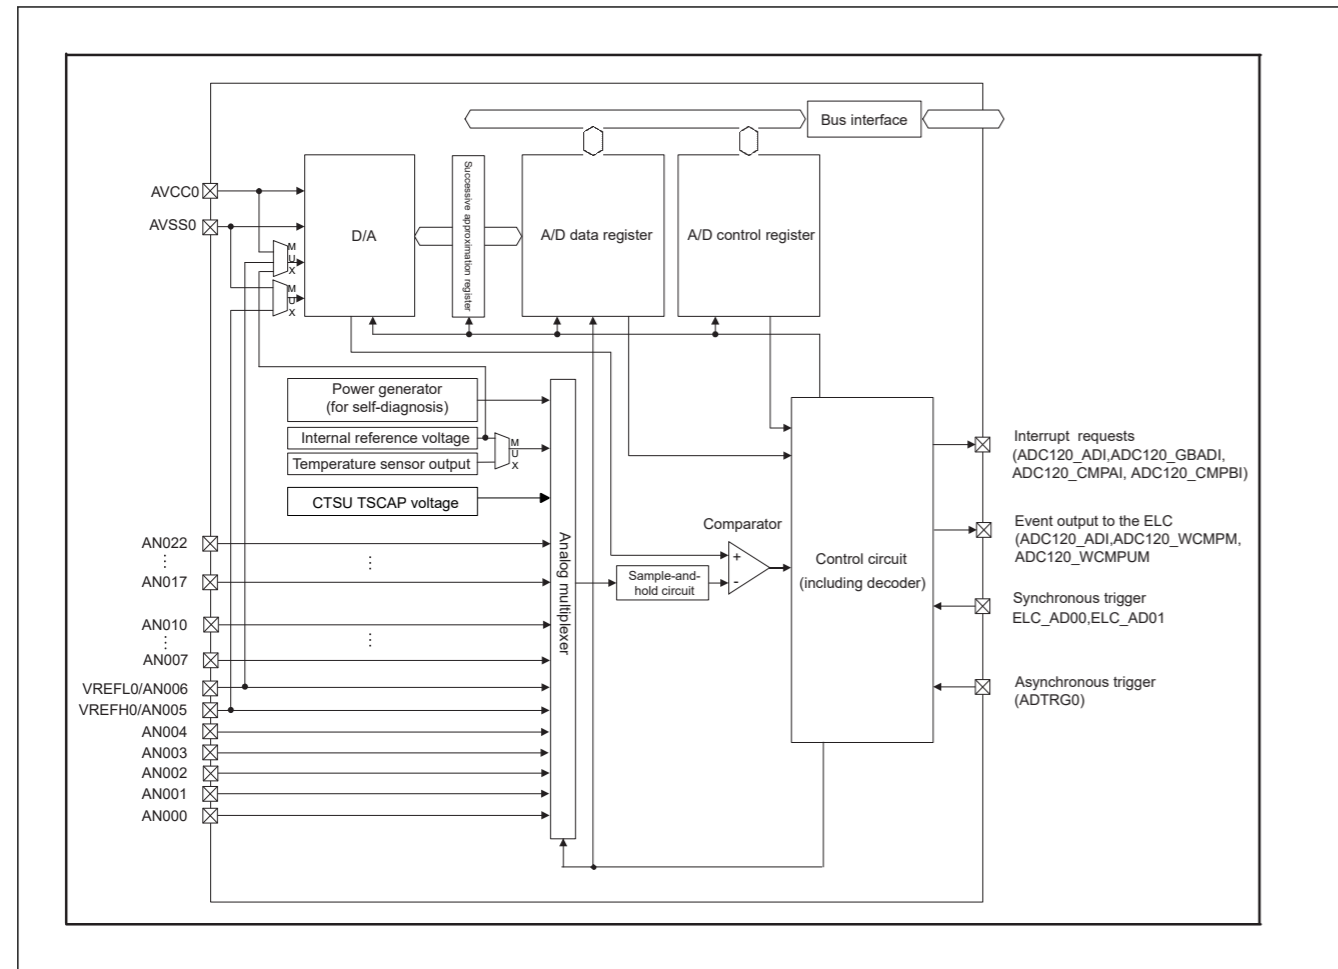 Bus interface
AVCC0
AVSS0
D/A
Successive approximation register
A/D data register
A/D control register
MUX
MUX
Power generator
(for self-diagnosis)
Internal reference voltage
Temperature sensor output
MUX
CTSU TSCAP voltage
Analog multiplexer
AN022
⋮
AN017
⋮
AN010
⋮
AN007
⋮
VREFL0/AN006
VREFH0/AN005
AN004
AN003
AN002
AN001
AN000
Sample-and-
hold circuit
Comparator
+
-
Control circuit
(including decoder)
Interrupt requests
(ADC120_ADI,ADC120_GBADI,
ADC120_CMPAI, ADC120_CMPBI)
Event output to the ELC
(ADC120_ADI,ADC120_WCMPM,
ADC120_WCMPUM
Synchronous trigger
ELC_AD00,ELC_AD01
Asynchronous trigger
(ADTRG0)